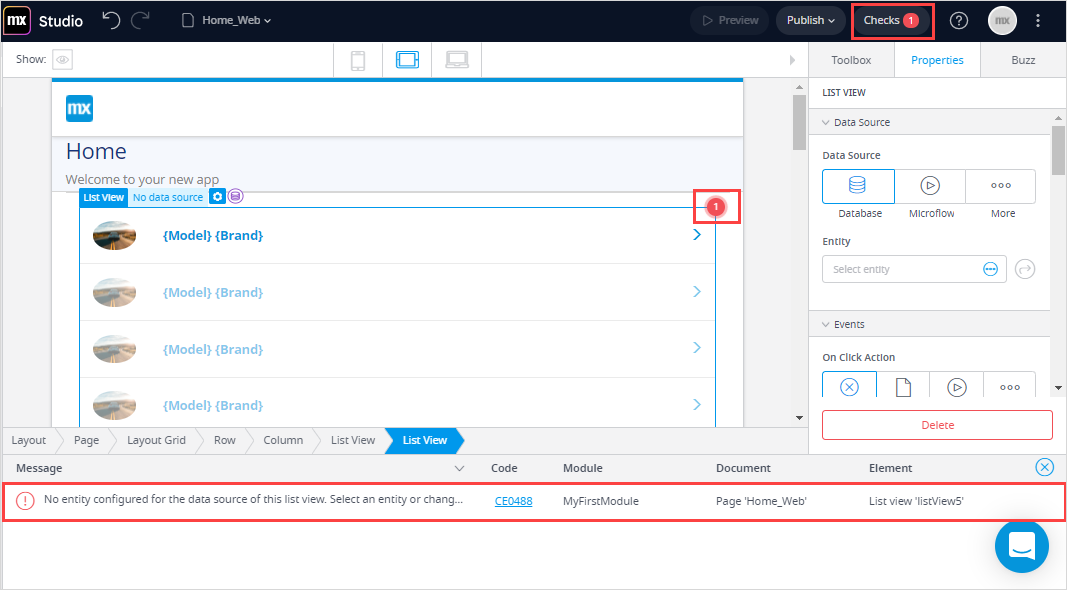 mx Studio Home_Web Preview Publish Checks 1 ? mx
Show: Toolbox Properties Buzz
LIST VIEW
mx
Data Source
Home
Data Source
Welcome to your new app
List View No data source
1
Database Microflow More
{Model} {Brand}
Entity
Select entity
{Model} {Brand}
Events
{Model} {Brand}
On Click Action
{Model} {Brand}
Delete
Layout Page Layout Grid Row Column List View List View
Message Code Module Document Element
No entity configured for the data source of this list view. Select an entity or chang... CE0488 MyFirstModule Page 'Home_Web' List view 'listView5'